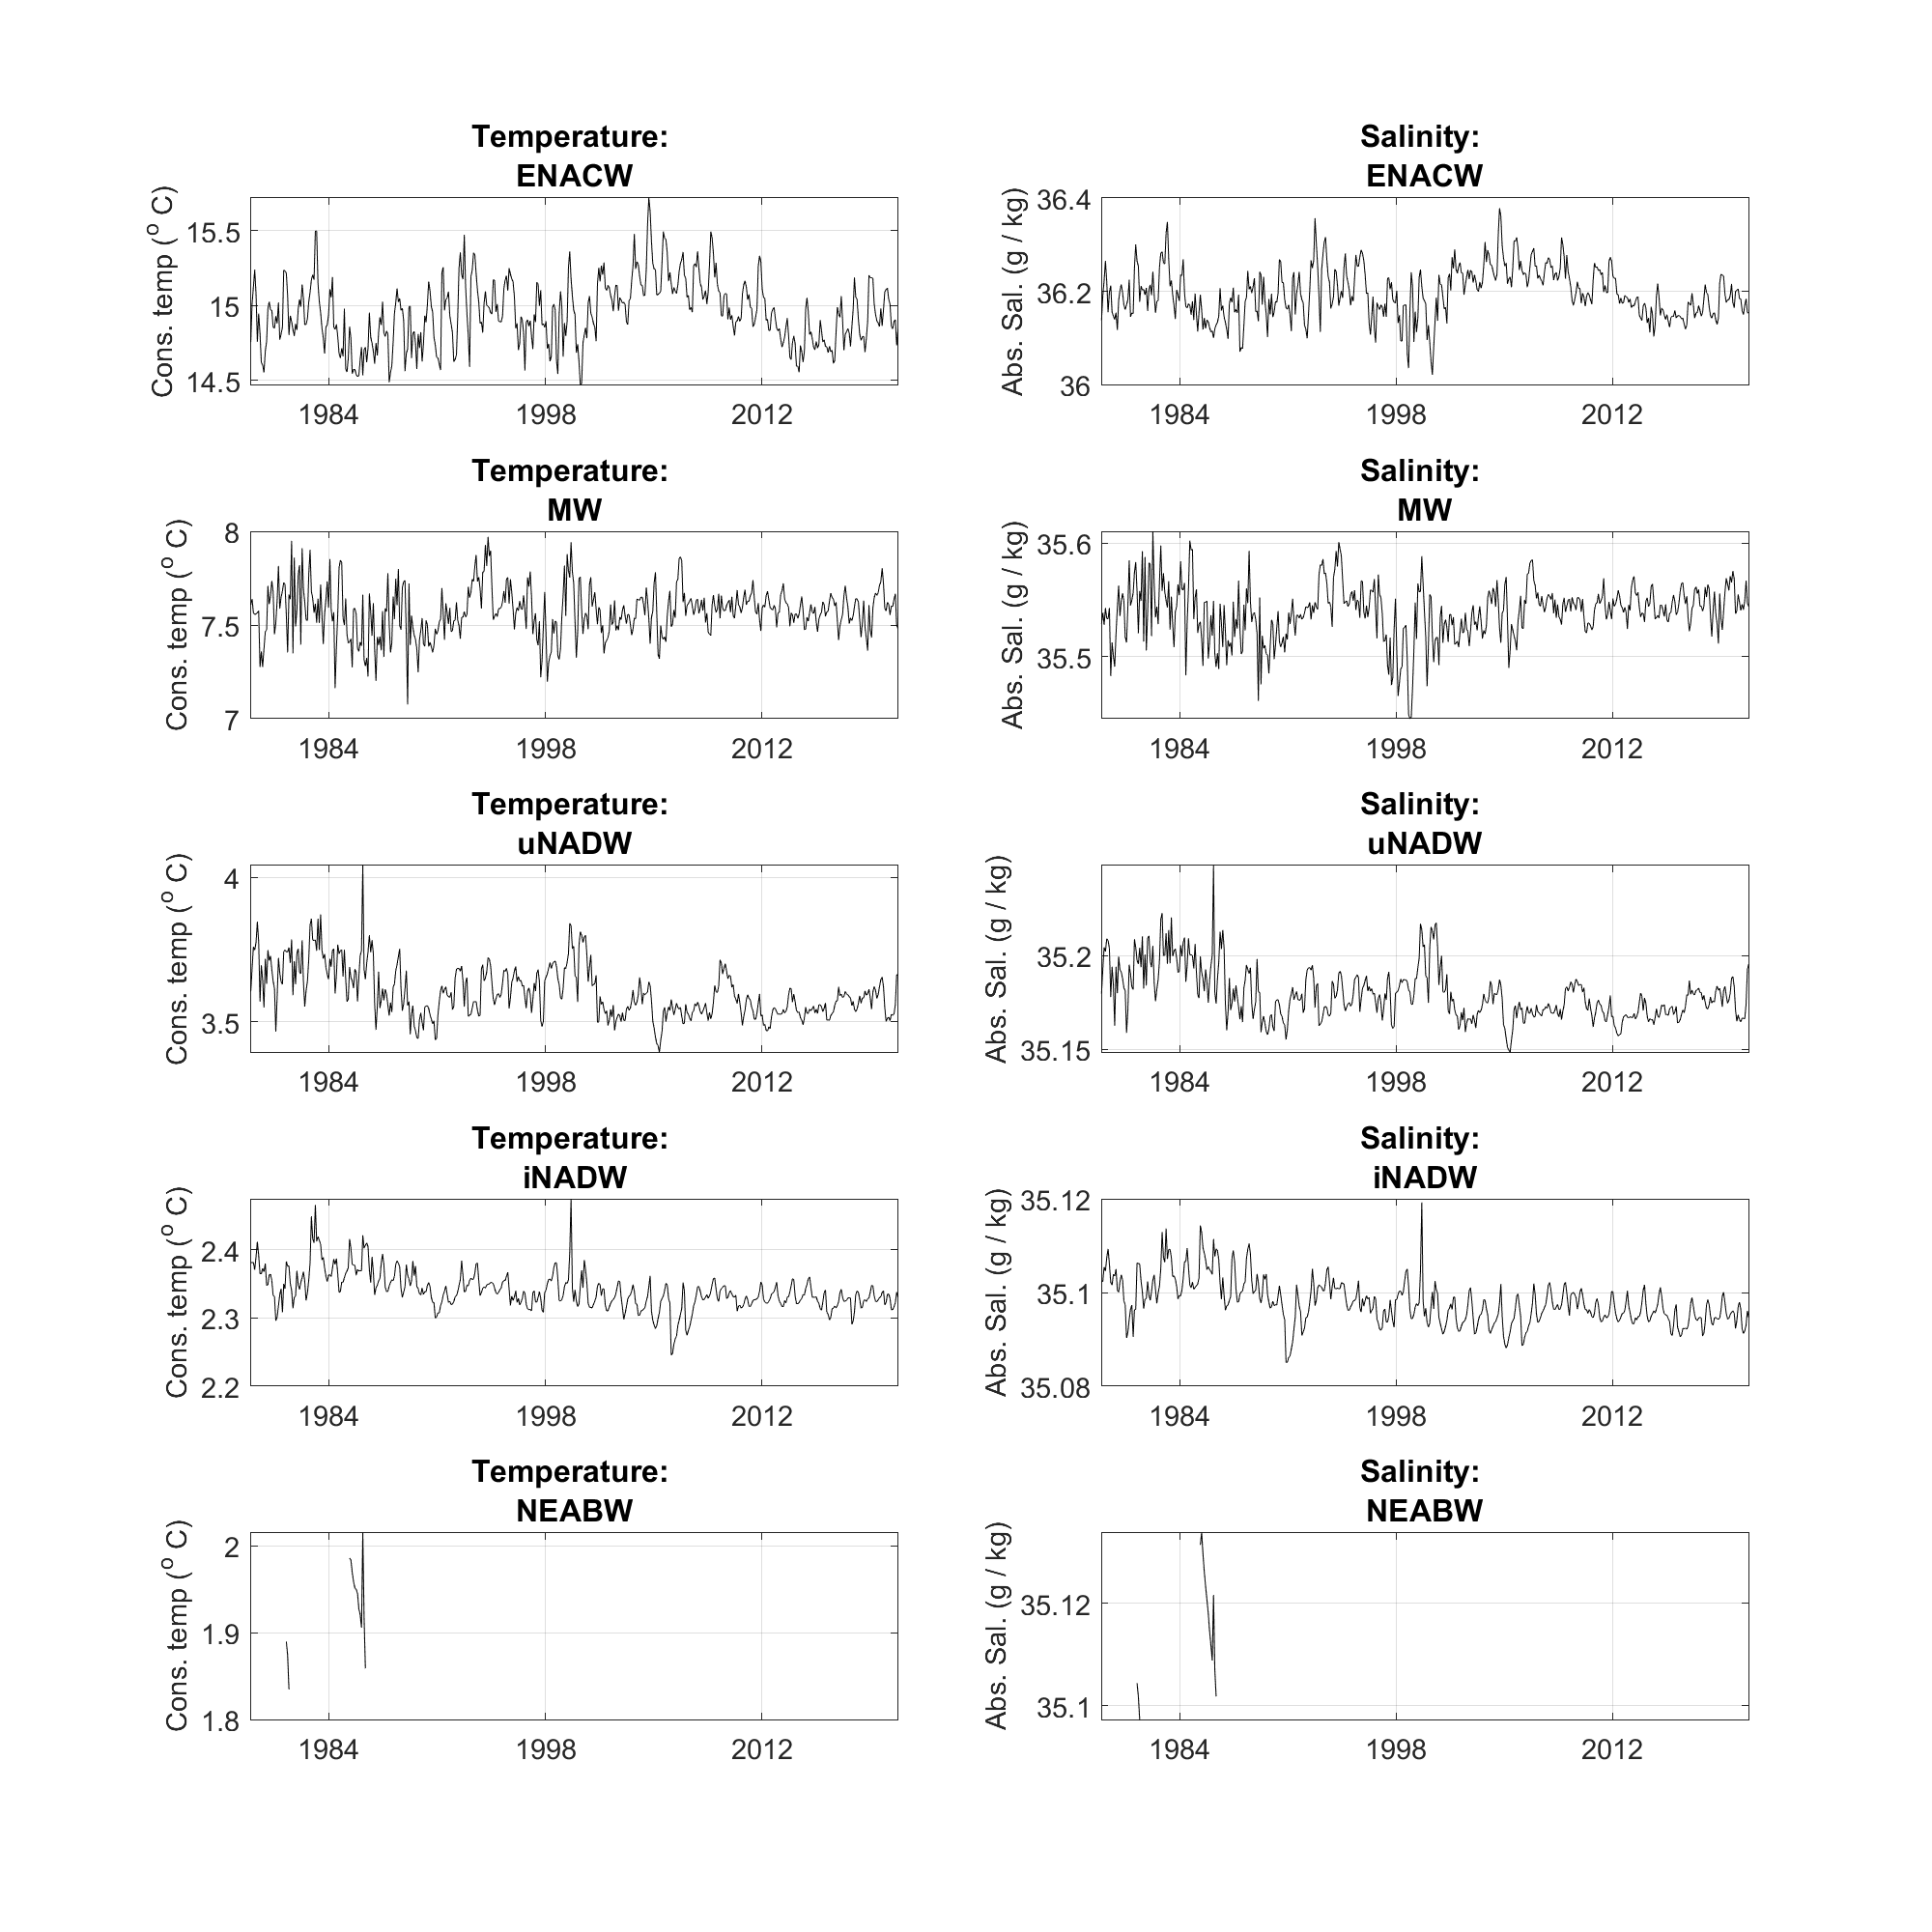 Temperature:
ENACW
Cons. temp (° C)
15.5
15
14.5
1984 1998 2012
Salinity:
ENACW
Abs. Sal. (g / kg)
36.4
36.2
36
1984 1998 2012
Temperature:
MW
Cons. temp (° C)
8
7.5
7
1984 1998 2012
Salinity:
MW
Abs. Sal. (g / kg)
35.6
35.5
1984 1998 2012
Temperature:
uNADW
Cons. temp (° C)
4
3.5
1984 1998 2012
Salinity:
uNADW
Abs. Sal. (g / kg)
35.2
35.15
1984 1998 2012
Temperature:
iNADW
Cons. temp (° C)
2.4
2.3
2.2
1984 1998 2012
Salinity:
iNADW
Abs. Sal. (g / kg)
35.12
35.1
35.08
1984 1998 2012
Temperature:
NEABW
Cons. temp (° C)
2
1.9
1.8
1984 1998 2012
Salinity:
NEABW
Abs. Sal. (g / kg)
35.12
35.1
1984 1998 2012